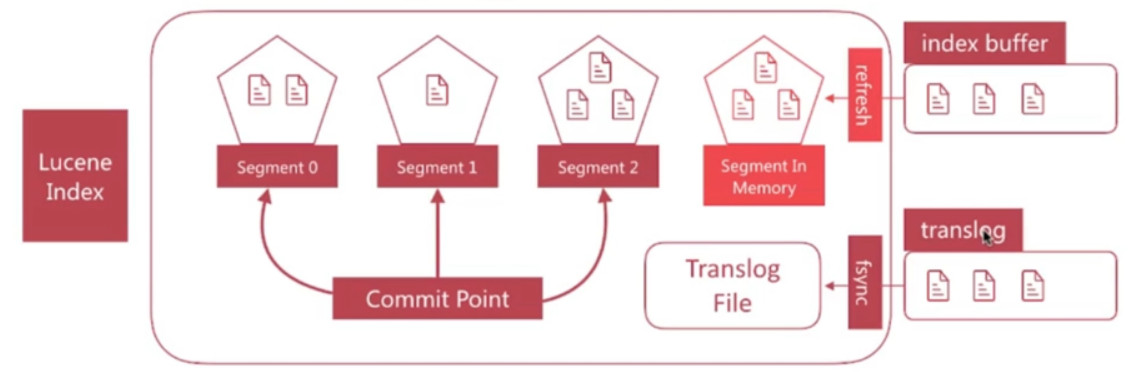 Lucene
Index
Segment 0
Segment 1
Segment 2
Segment In
Memory
refresh
index buffer
Commit Point
Translog
File
fsync
translog